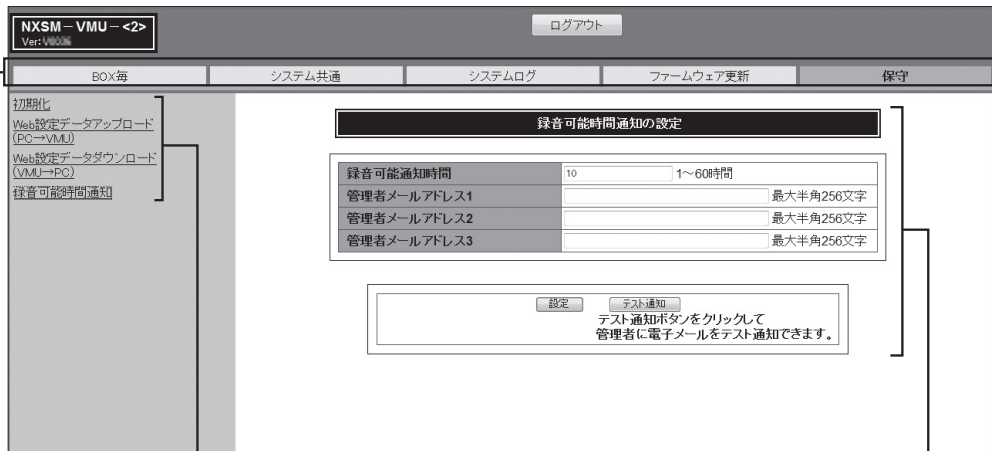 NXSM－VMU－<2>
Ver:
ログアウト
BOX毎
システム共通
システムログ
ファームウェア更新
保守
初期化
Web設定データアップロード
(PC→VMU)
Web設定データダウンロード
(VMU→PC)
録音可能時間通知
録音可能時間通知の設定
録音可能通知時間 10 1～60時間
管理者メールアドレス1 最大半角256文字
管理者メールアドレス2 最大半角256文字
管理者メールアドレス3 最大半角256文字
設定 テスト通知
テスト通知ボタンをクリックして
管理者に電子メールをテスト通知できます。